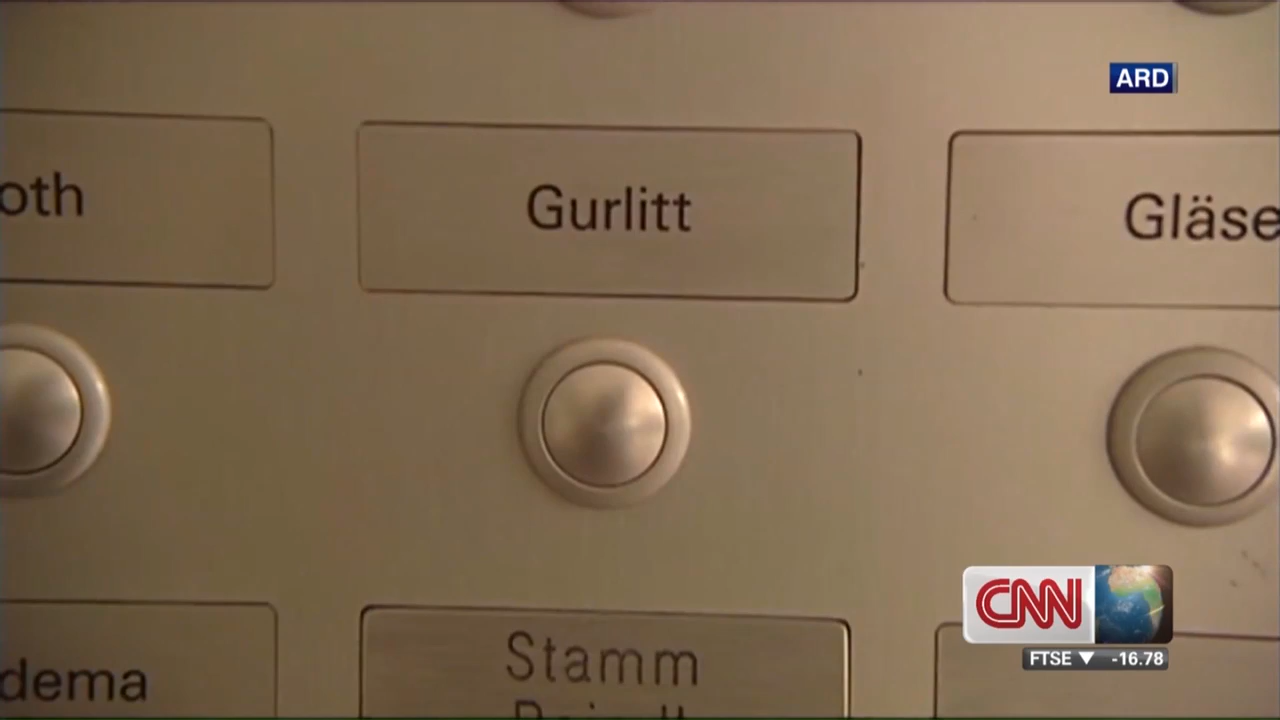 ARD
oth
Gurlitt
Gläse
CNN
FTSE ▼ -16.78
dema
Stamm